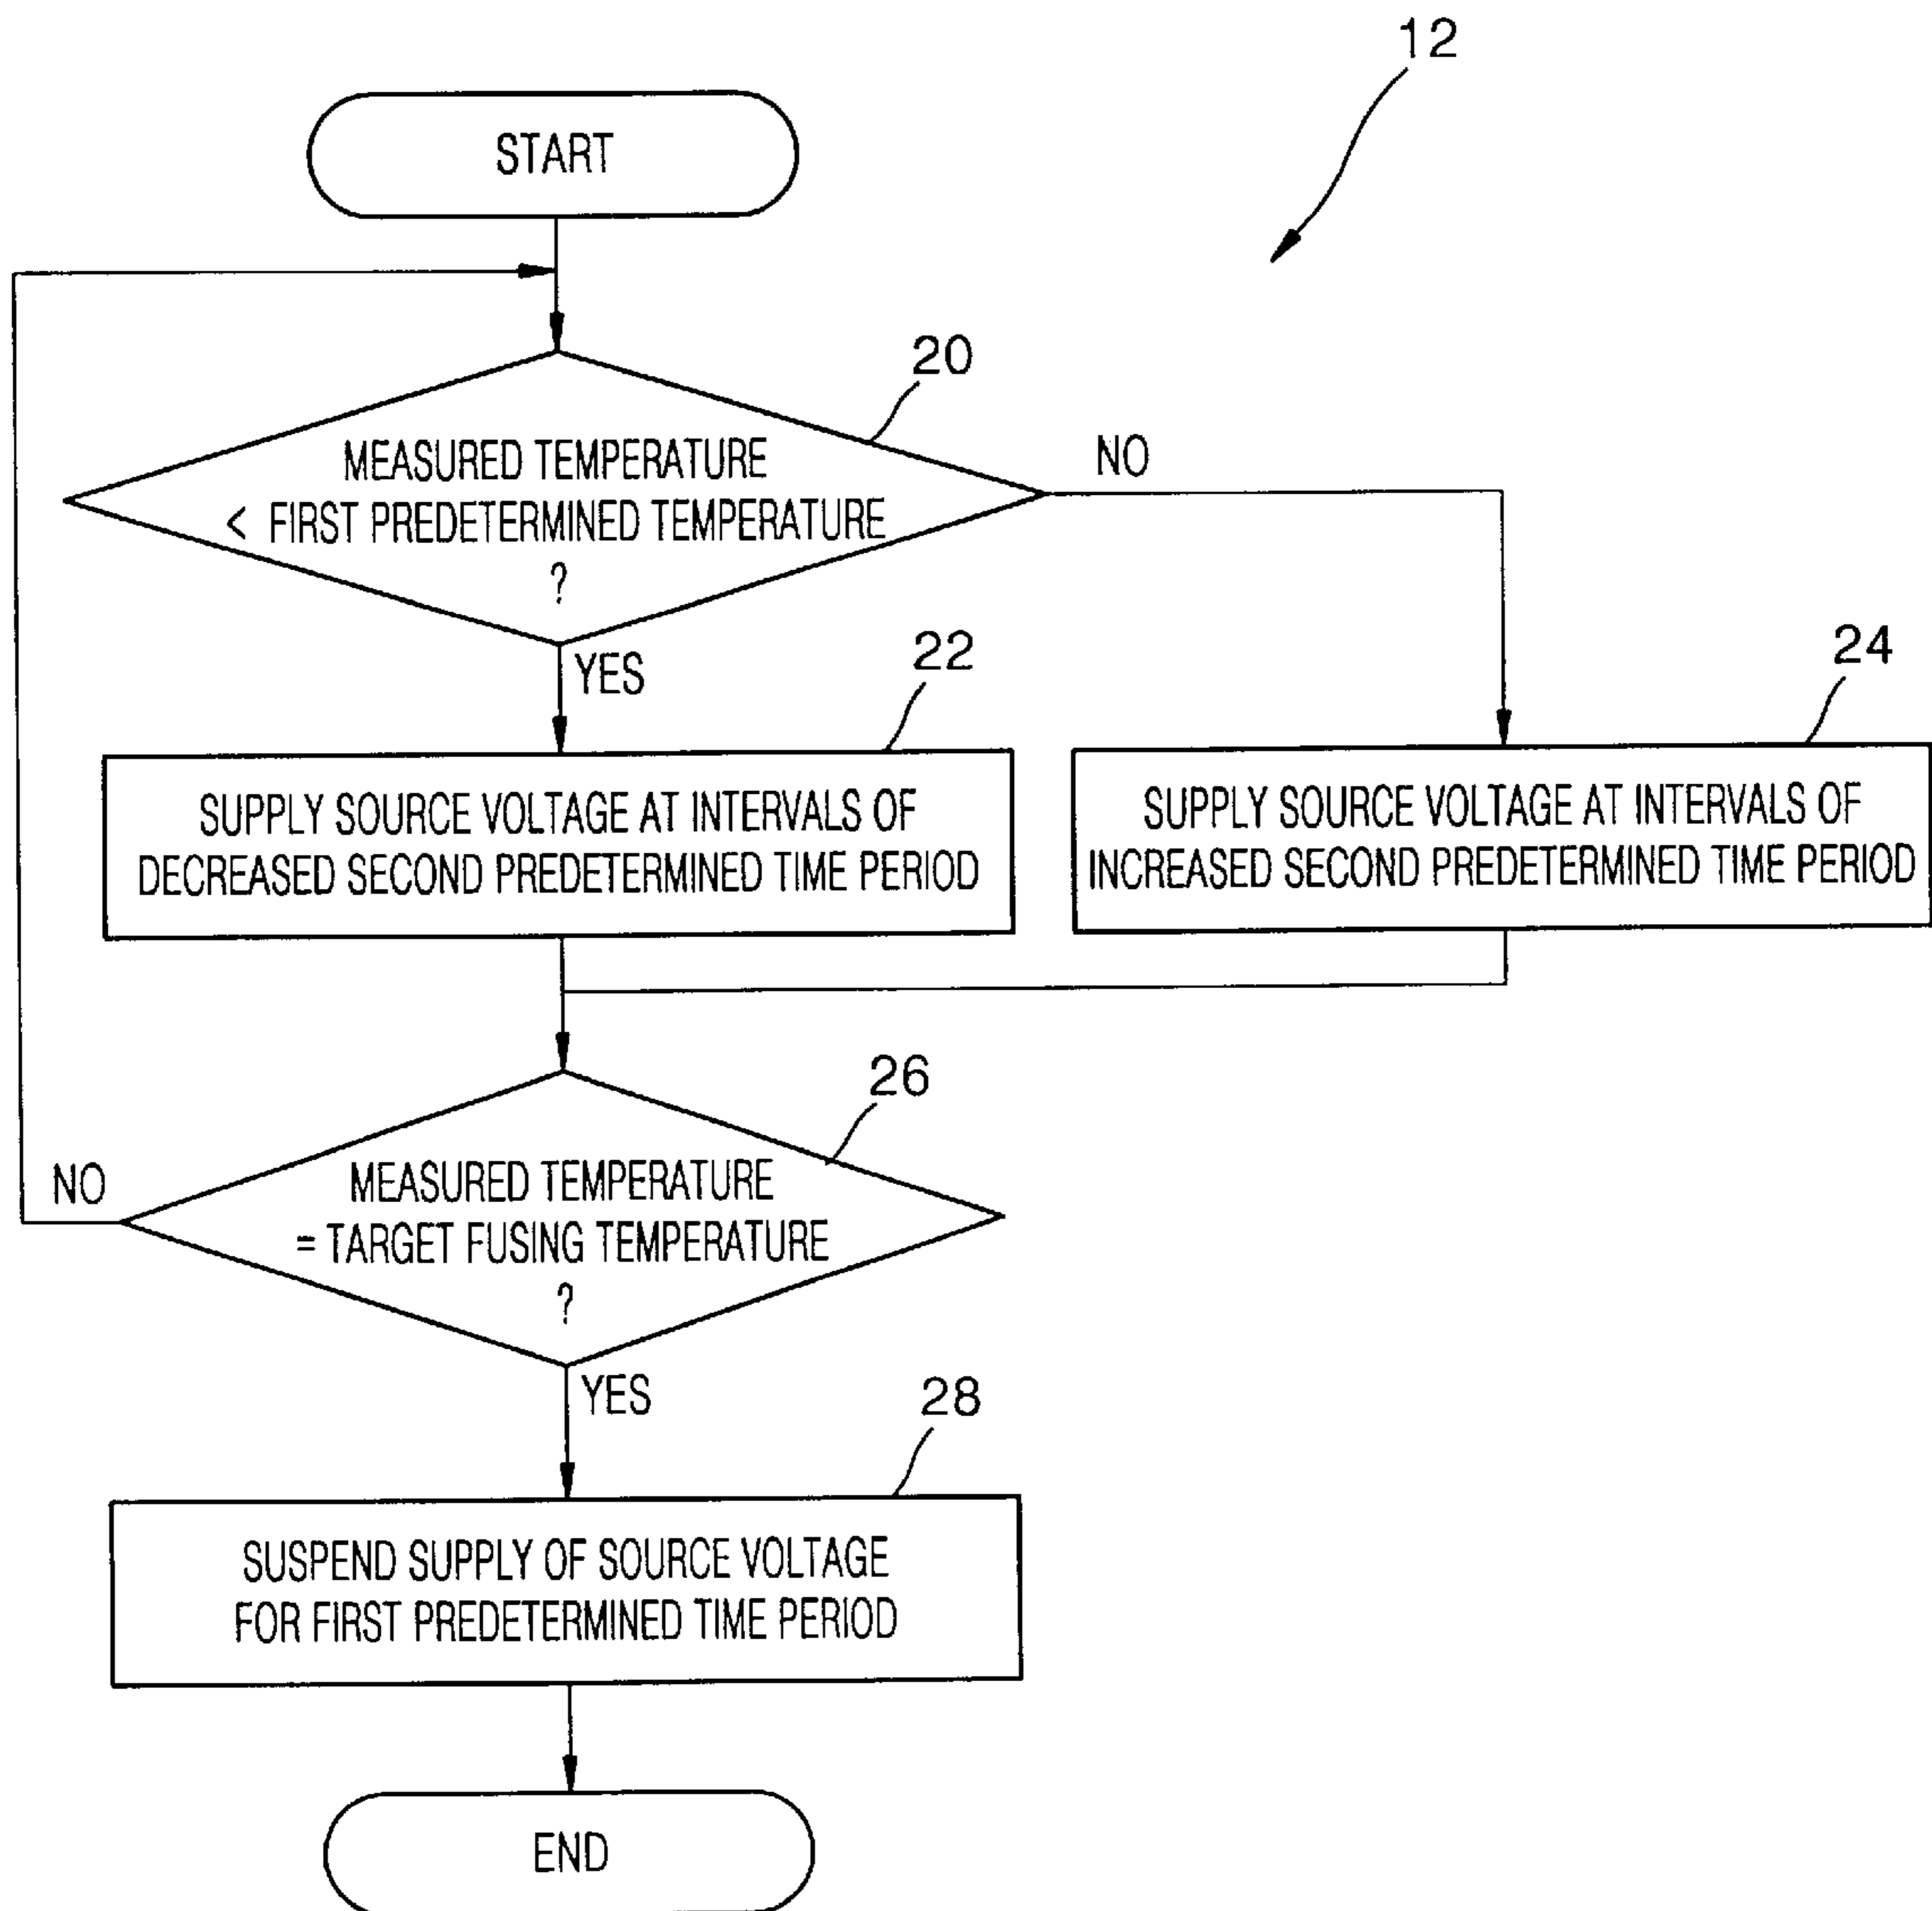 12
START
20
MEASURED TEMPERATURE
< FIRST PREDETERMINED TEMPERATURE
?
NO
YES
22
24
SUPPLY SOURCE VOLTAGE AT INTERVALS OF
DECREASED SECOND PREDETERMINED TIME PERIOD
SUPPLY SOURCE VOLTAGE AT INTERVALS OF
INCREASED SECOND PREDETERMINED TIME PERIOD
26
MEASURED TEMPERATURE
= TARGET FUSING TEMPERATURE
?
NO
YES
28
SUSPEND SUPPLY OF SOURCE VOLTAGE
FOR FIRST PREDETERMINED TIME PERIOD
END